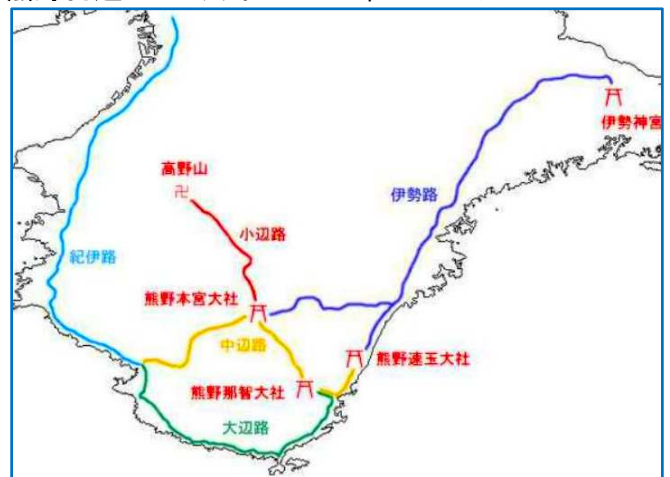 伊勢神宮
高野山
卍
伊勢路
小辺路
紀伊路
熊野本宮大社
中辺路
熊野速玉大社
熊野那智大社
大辺路